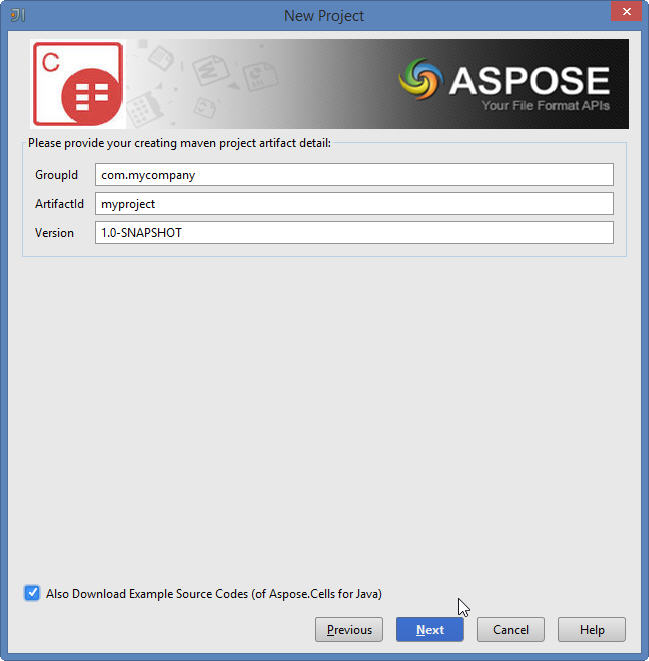 New Project
C
ASPOSE
Your File Format APIs
Please provide your creating maven project artifact detail:
GroupId com.mycompany
ArtifactId myproject
Version 1.0-SNAPSHOT
Also Download Example Source Codes (of Aspose.Cells for Java)
Previous Next Cancel Help